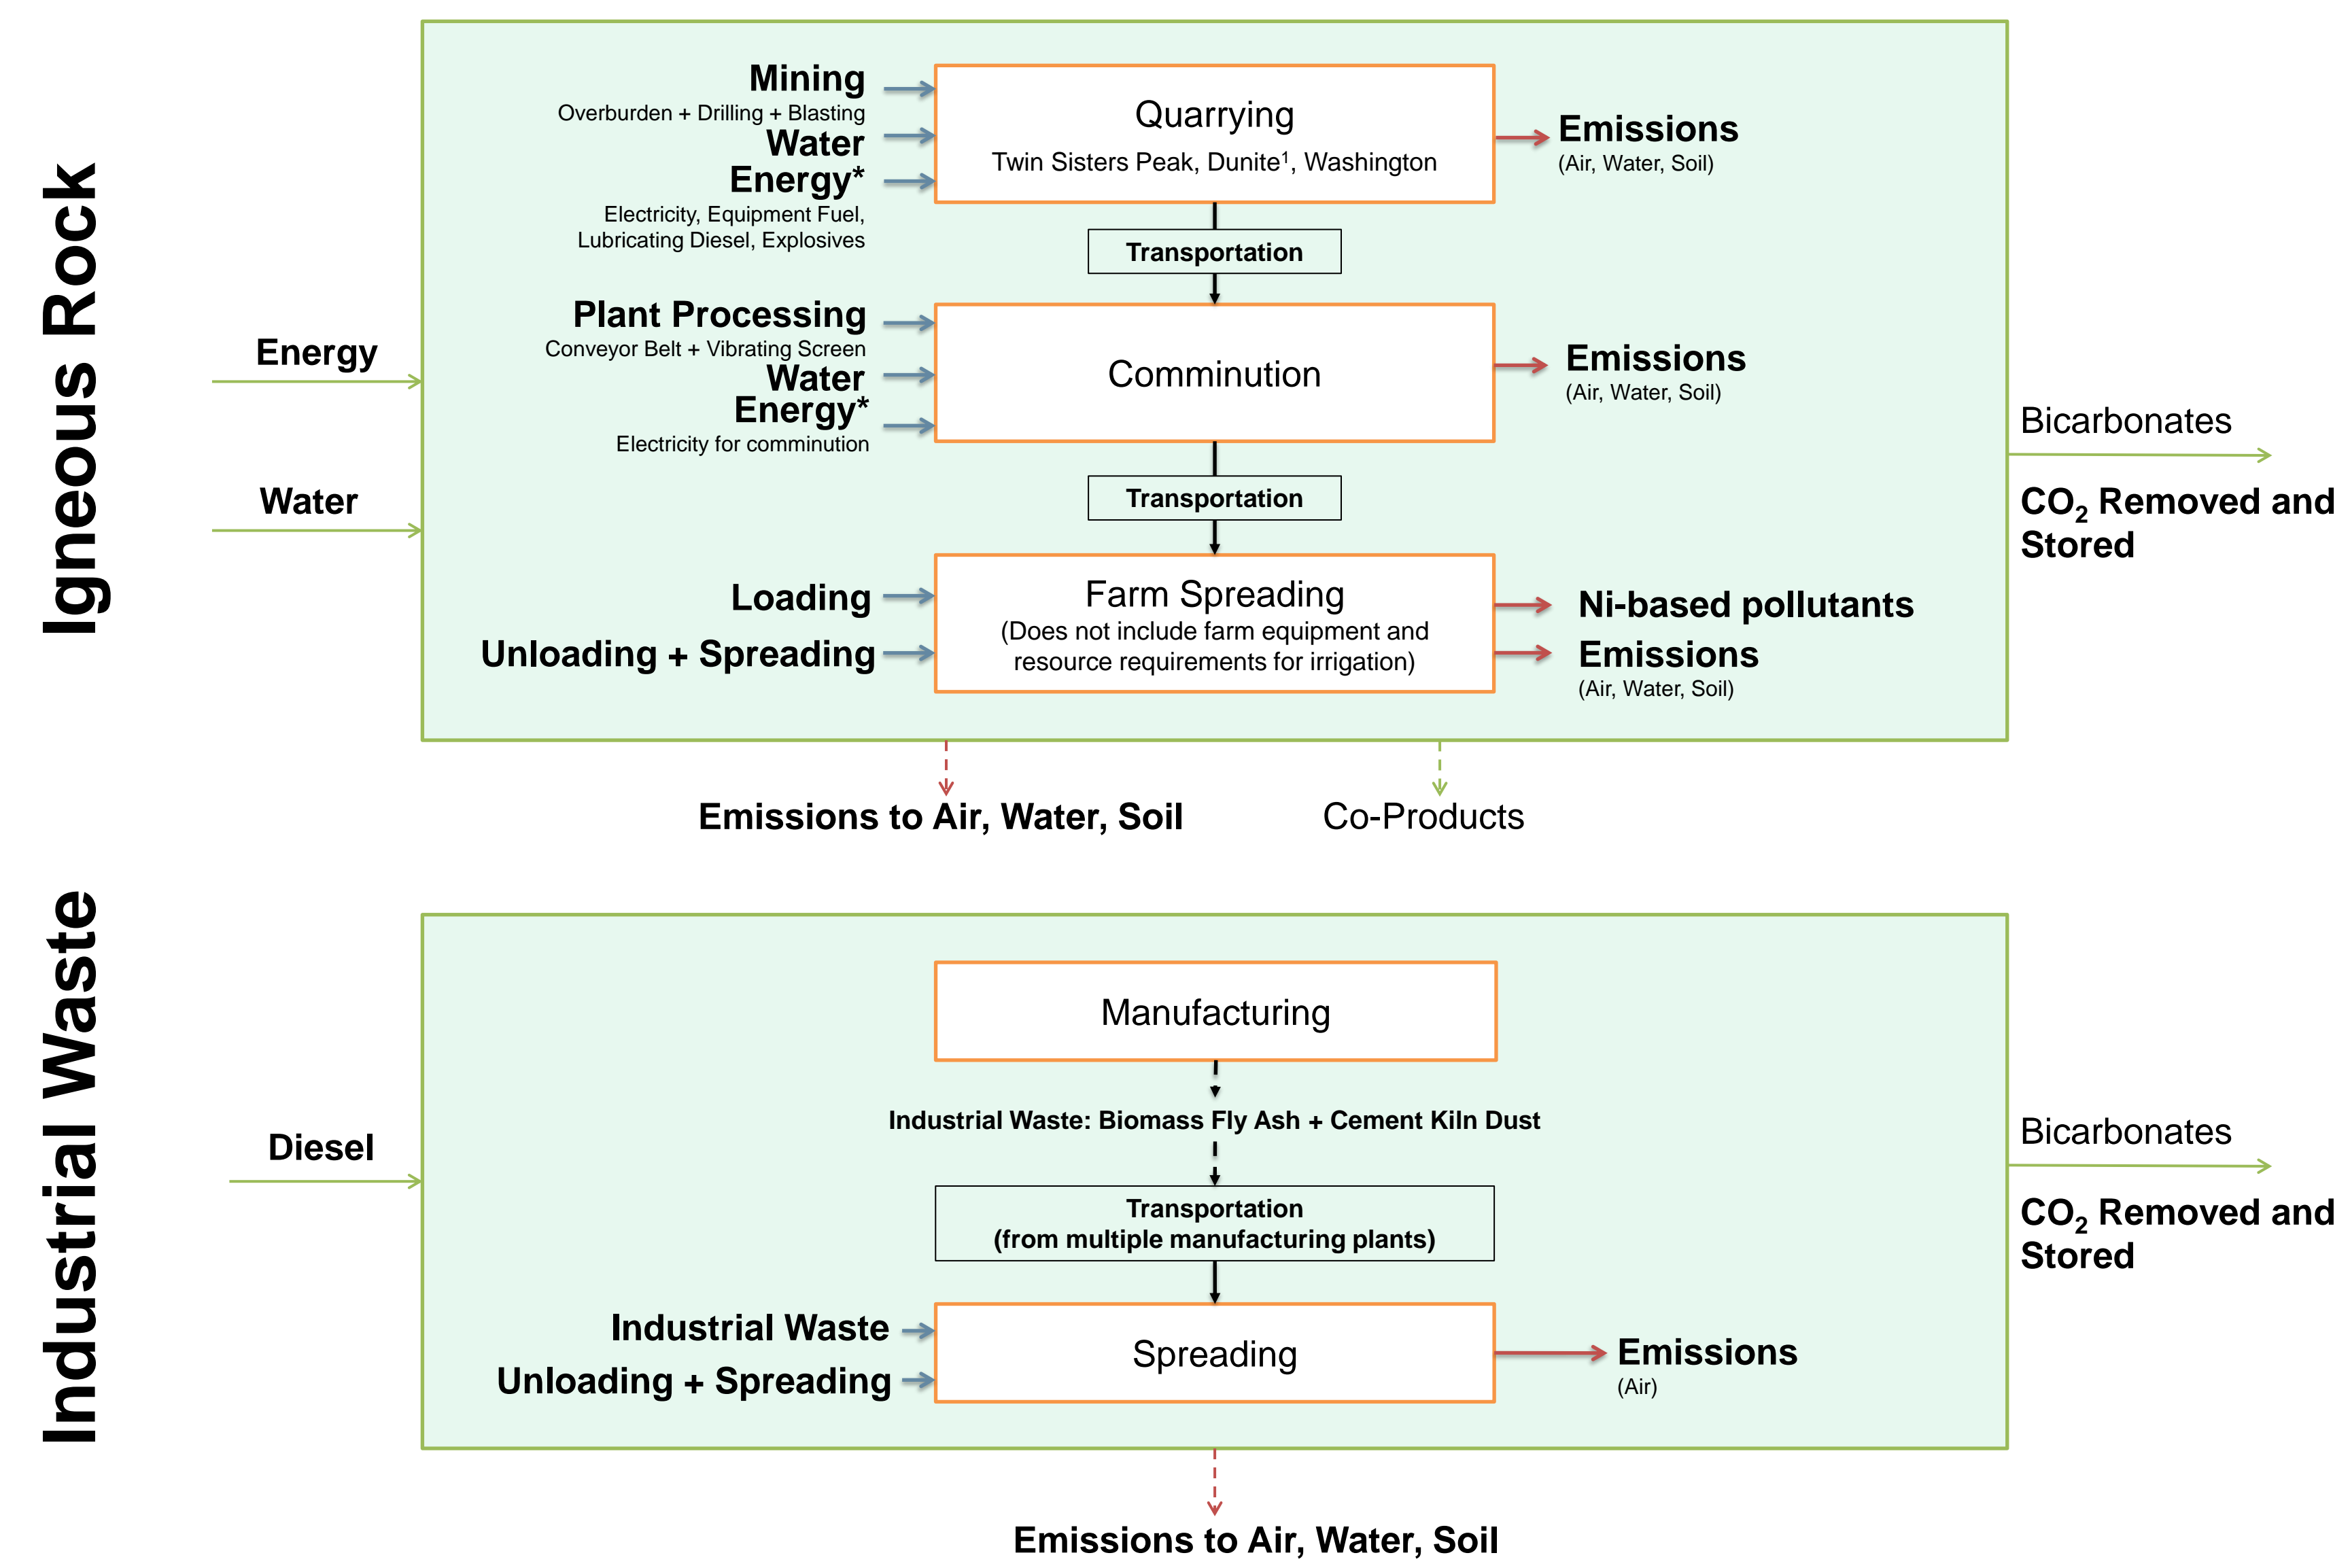 Igneous Rock
Energy
Water
Mining
Overburden + Drilling + Blasting
Water
Energy*
Electricity, Equipment Fuel,
Lubricating Diesel, Explosives
Quarrying
Twin Sisters Peak, Dunite¹, Washington
Emissions
(Air, Water, Soil)
Transportation
Plant Processing
Conveyor Belt + Vibrating Screen
Water
Energy*
Electricity for comminution
Comminution
Emissions
(Air, Water, Soil)
Transportation
Loading
Unloading + Spreading
Farm Spreading
(Does not include farm equipment and
resource requirements for irrigation)
Ni-based pollutants
Emissions
(Air, Water, Soil)
Bicarbonates
CO₂ Removed and
Stored
Emissions to Air, Water, Soil
Co-Products
Industrial Waste
Diesel
Manufacturing
Industrial Waste: Biomass Fly Ash + Cement Kiln Dust
Transportation
(from multiple manufacturing plants)
Industrial Waste
Unloading + Spreading
Spreading
Emissions
(Air)
Bicarbonates
CO₂ Removed and
Stored
Emissions to Air, Water, Soil